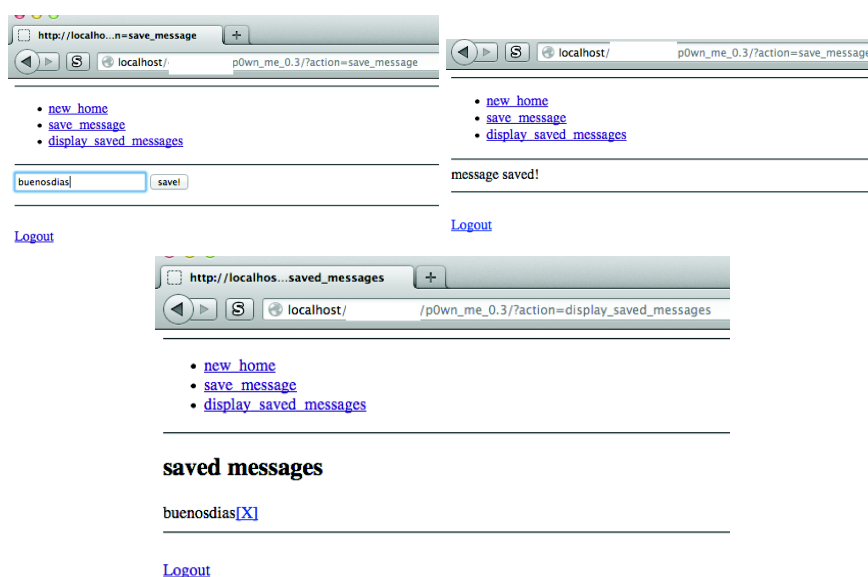 http://localho...n=save_message
localhost/ p0wn_me_0.3/?action=save_message
new_home
save_message
display_saved_messages
buenosdias save!
Logout
localhost/ p0wn_me_0.3/?action=save_message
new_home
save_message
display_saved_messages
message saved!
Logout
http://localhos...saved_messages
localhost/ /p0wn_me_0.3/?action=display_saved_messages
new_home
save_message
display_saved_messages
saved messages
buenosdias[X]
Logout